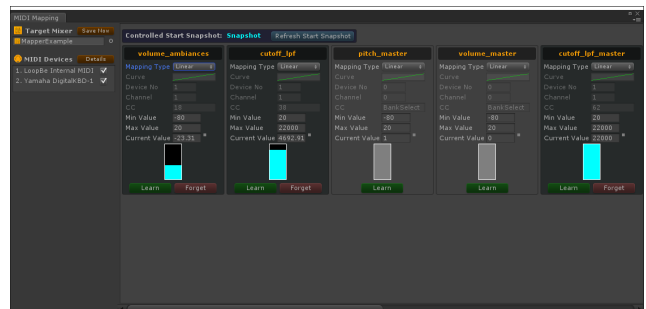 MIDI Mapping
Target Mixer Save Now
MapperExample
MIDI Devices Details
1. LoopBe Internal MIDI
2. Yamaha DigitalKBD-1
Controlled Start Snapshot: Snapshot Refresh Start Snapshot
volume_ambiances
Mapping Type Linear
Curve
Device No 1
Channel 1
CC 19
Min Value -80
Max Value 20
Current Value -23.31
Learn Forget
cutoff_lpf
Mapping Type Linear
Curve
Device No 1
Channel 1
CC 38
Min Value 20
Max Value 22000
Current Value 4692.91
Learn Forget
pitch_master
Mapping Type Linear
Curve
Device No 0
Channel 0
CC BankSelect
Min Value -80
Max Value 20
Current Value 1
Learn
volume_master
Mapping Type Linear
Curve
Device No 0
Channel 0
CC BankSelect
Min Value -80
Max Value 20
Current Value 0
Learn
cutoff_lpf_master
Mapping Type Linear
Curve
Device No 1
Channel 1
CC 62
Min Value 20
Max Value 22000
Current Value 22000
Learn Forget